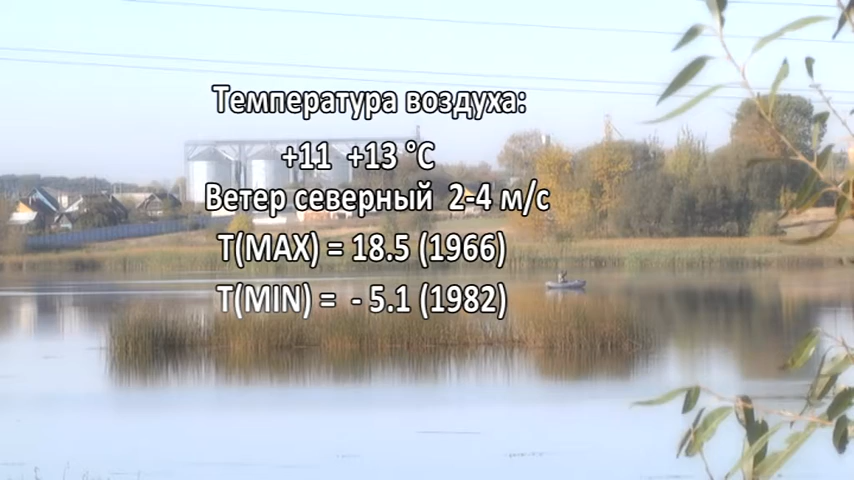 Температура воздуха:
+11 +13 °С
Ветер северный 2-4 м/с
T(MAX) = 18.5 (1966)
T(MIN) = - 5.1 (1982)